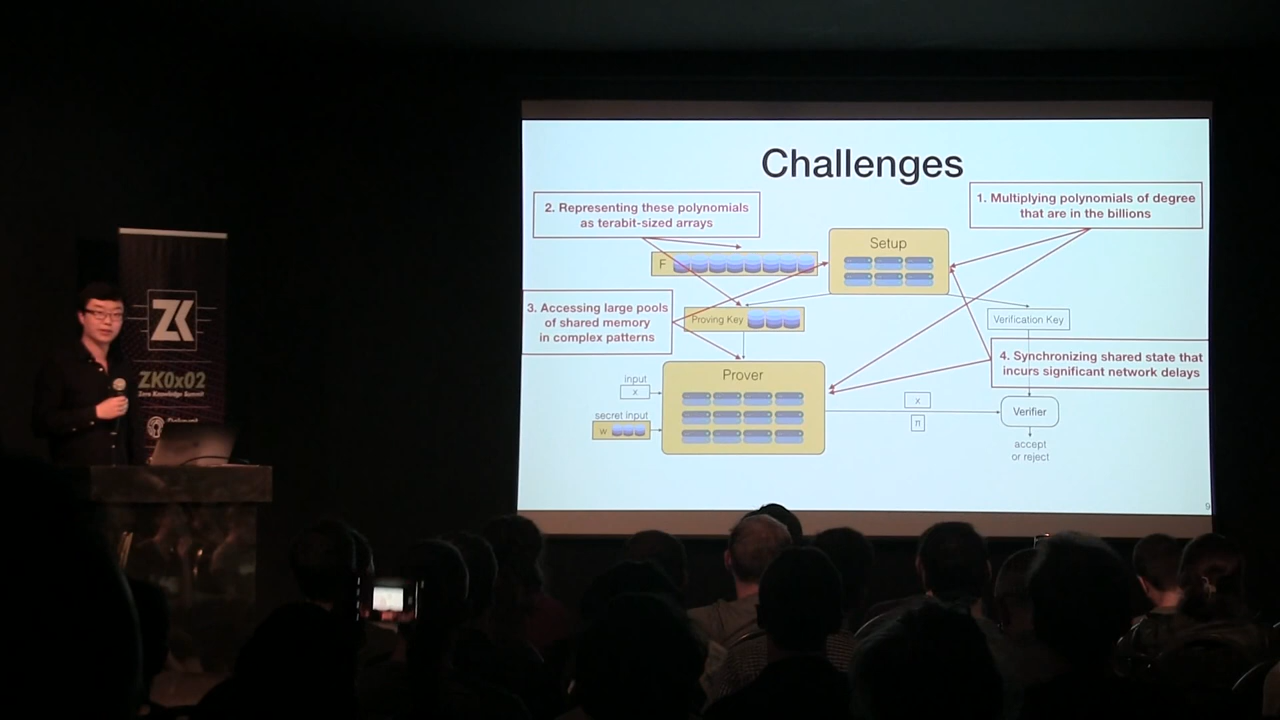 Challenges
2. Representing these polynomials
as terabit-sized arrays
1. Multiplying polynomials of degree
that are in the billions
Setup
F
3. Accessing large pools
of shared memory
in complex patterns
Proving Key
Verification Key
4. Synchronizing shared state that
incurs significant network delays
Prover
input
x
secret input
w
x
π
Verifier
accept
or reject
9
ZK
ZK0x02
Zero Knowledge Summit